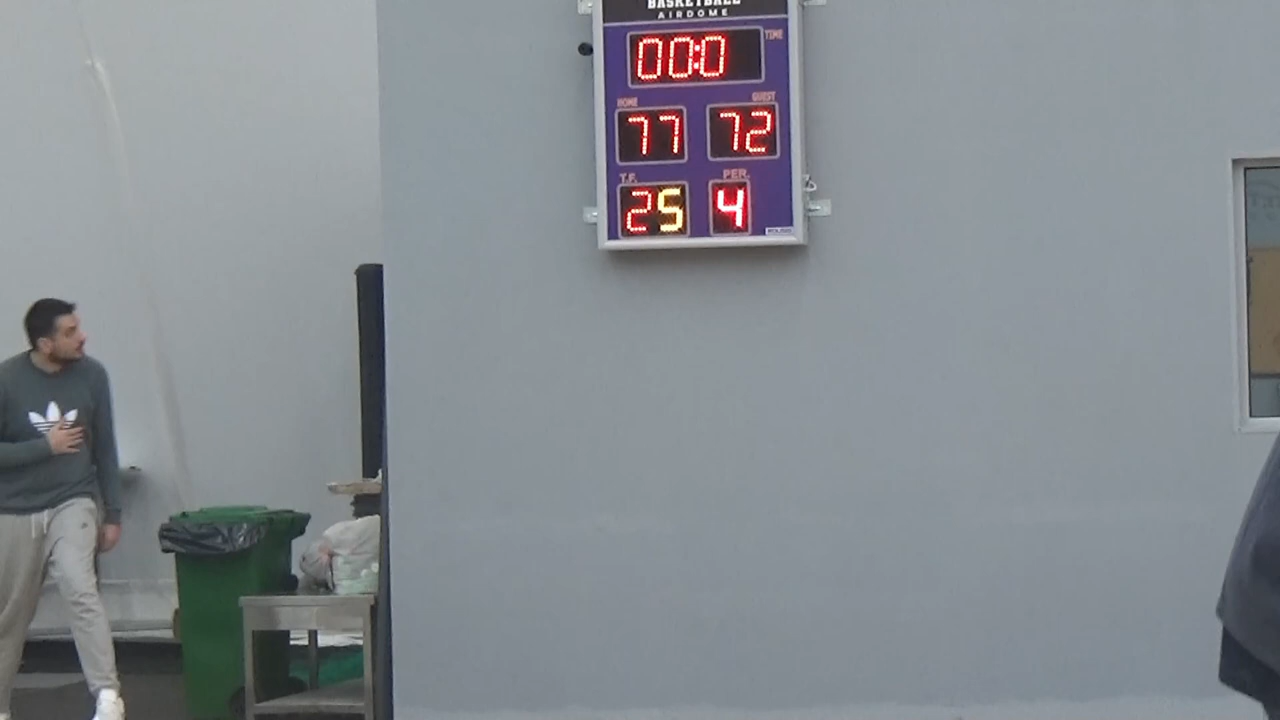 BASKETBALL
AIRDOME
00:0 TIME
HOME GUEST
77 72
T.F. PER.
25 4